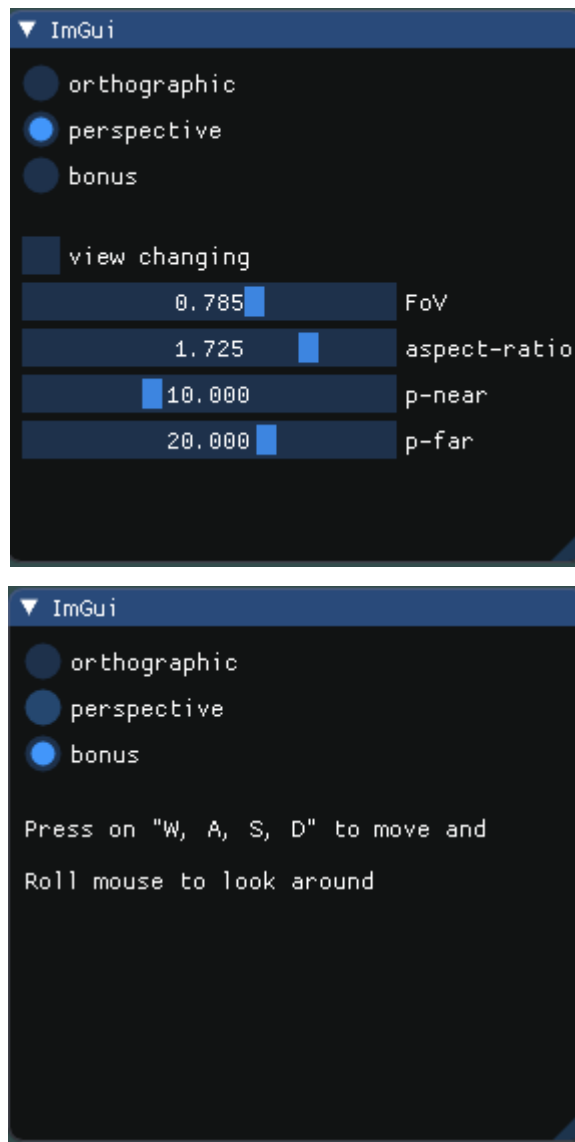 ImGui
orthographic
perspective
bonus
view changing
0.785 FoV
1.725 aspect-ratio
10.000 p-near
20.000 p-far
ImGui
orthographic
perspective
bonus
Press on "W, A, S, D" to move and
Roll mouse to look around